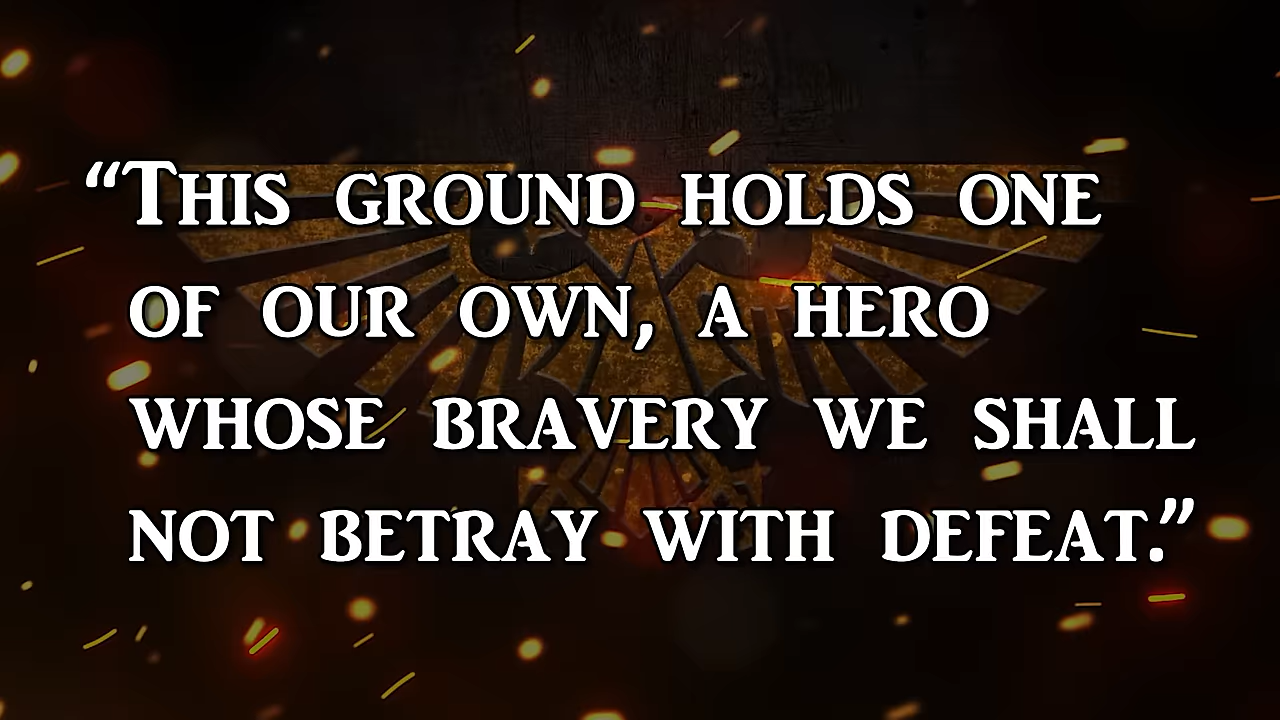 “This ground holds one
of our own, a hero
whose bravery we shall
not betray with defeat.”